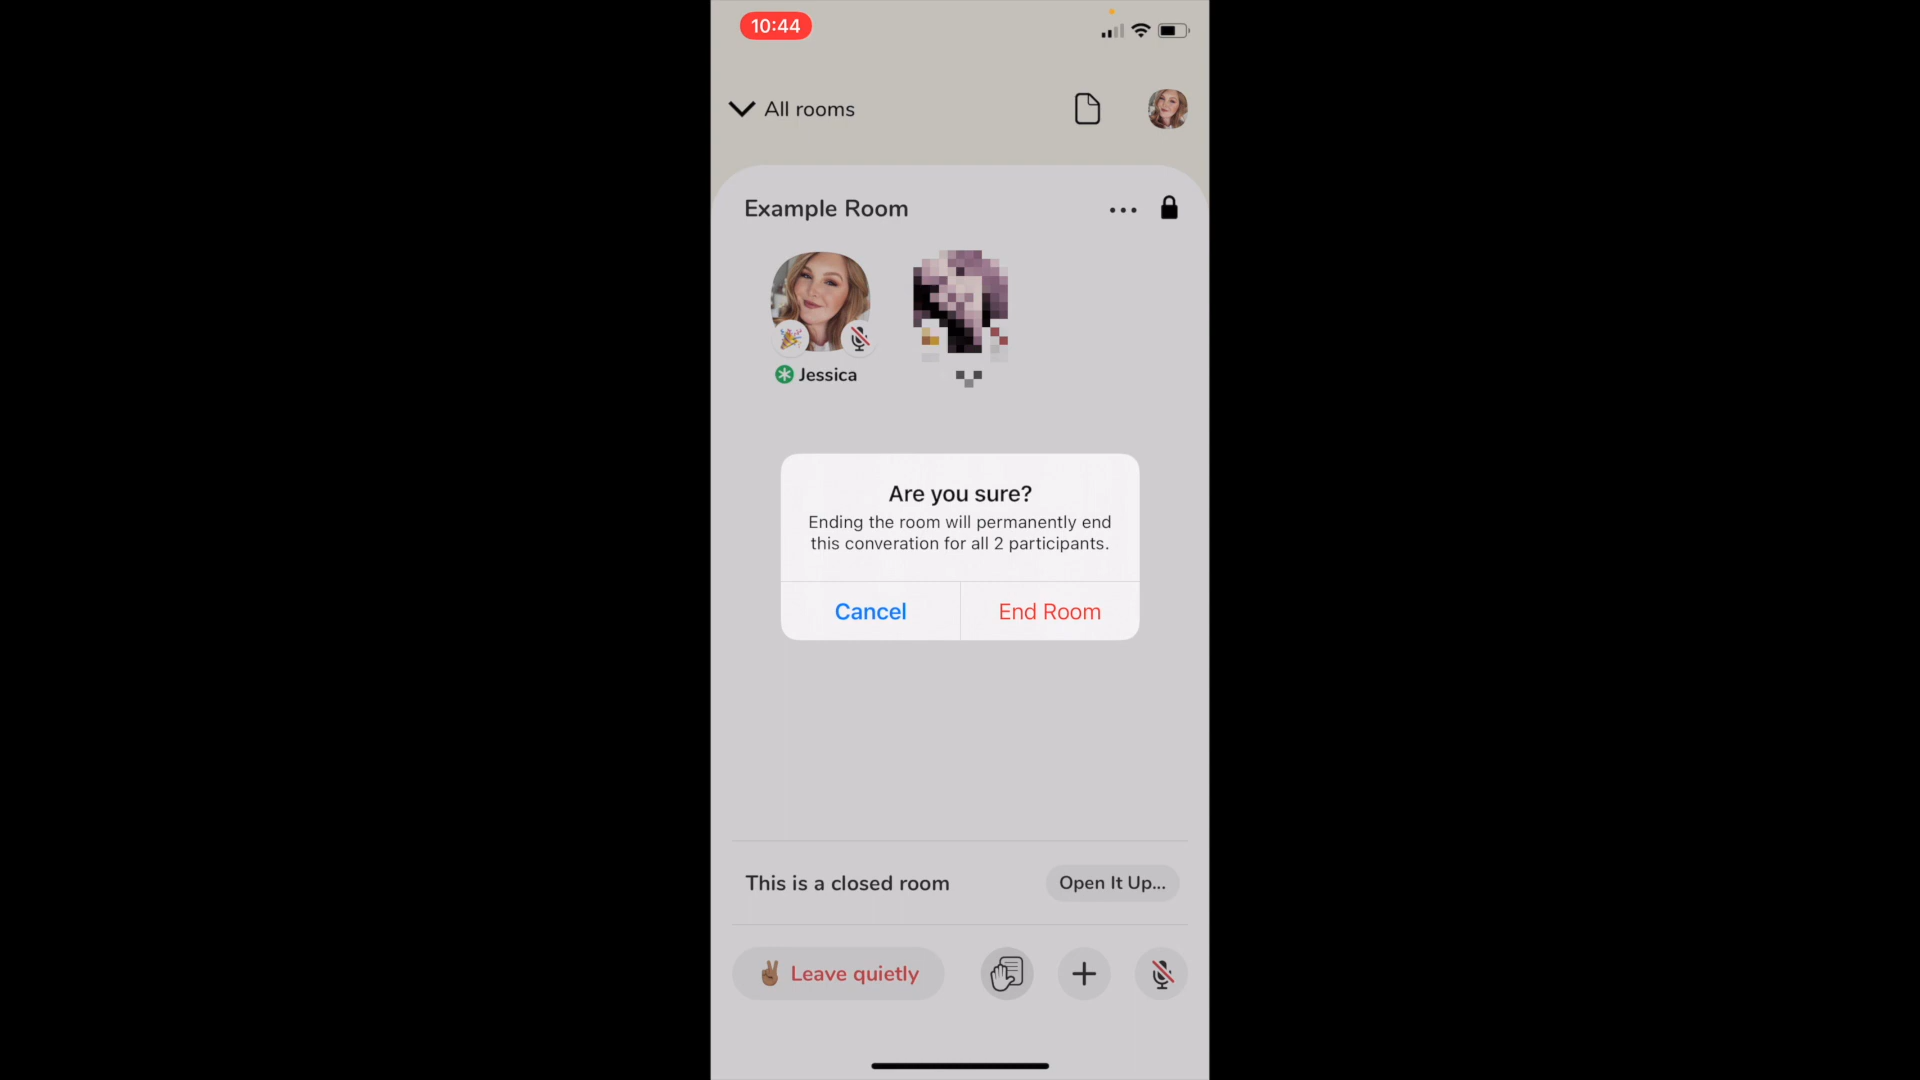 10:44
All rooms
Example Room
Jessica
Are you sure?
Ending the room will permanently end
this converation for all 2 participants.
Cancel
End Room
This is a closed room
Open It Up...
Leave quietly